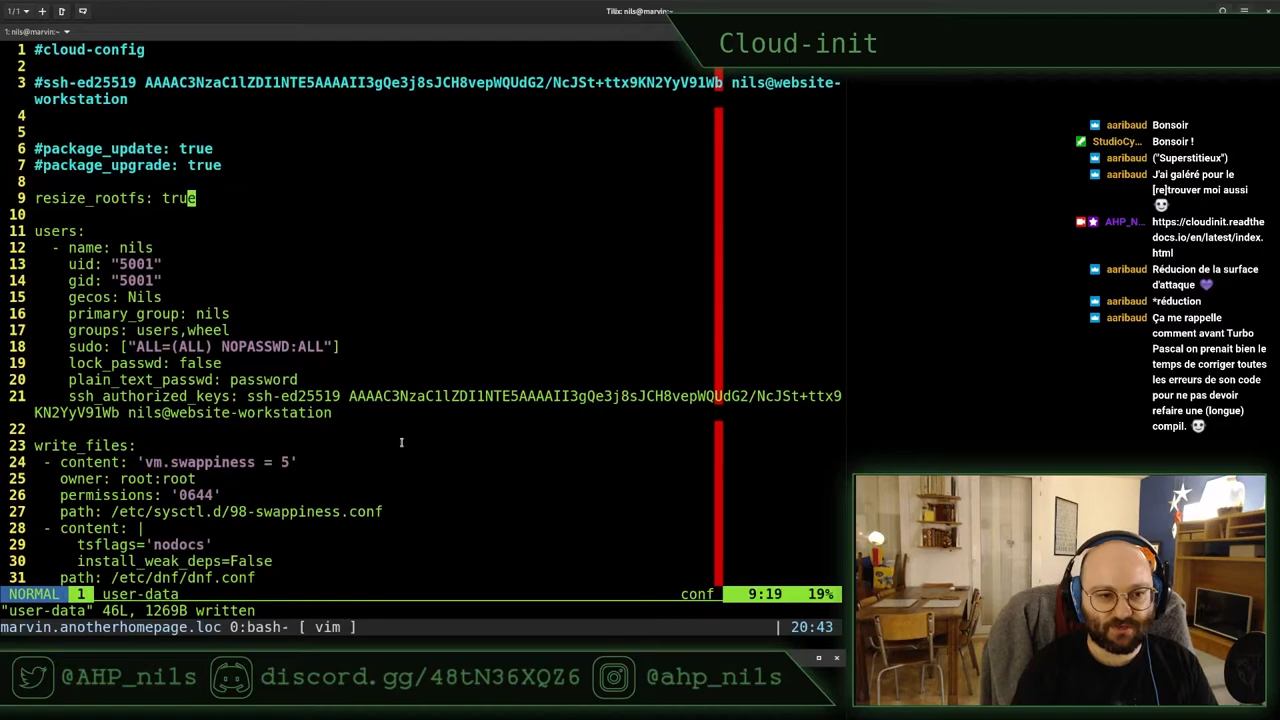 1/1
Tilix: nils@marvin:~
1: nils@marvin:~
Cloud-init
1 #cloud-config
2
3 #ssh-ed25519 AAAAC3NzaC1lZDI1NTE5AAAAII3gQe3j8sJCH8vepWQUdG2/NcJSt+ttx9KN2YyV91Wb nils@website-
workstation
4
5
6 #package_update: true
7 #package_upgrade: true
8
9 resize_rootfs: true
10
11 users:
12 - name: nils
13 uid: "5001"
14 gid: "5001"
15 gecos: Nils
16 primary_group: nils
17 groups: users,wheel
18 sudo: ["ALL=(ALL) NOPASSWD:ALL"]
19 lock_passwd: false
20 plain_text_passwd: password
21 ssh_authorized_keys: ssh-ed25519 AAAAC3NzaC1lZDI1NTE5AAAAII3gQe3j8sJCH8vepWQUdG2/NcJSt+ttx9
KN2YyV91Wb nils@website-workstation
22
23 write_files:
24 - content: 'vm.swappiness = 5'
25 owner: root:root
26 permissions: '0644'
27 path: /etc/sysctl.d/98-swappiness.conf
28 - content: |
29 tsflags='nodocs'
30 install_weak_deps=False
31 path: /etc/dnf/dnf.conf
NORMAL 1 user-data conf 9:19 19%
"user-data" 46L, 1269B written
marvin.anotherhomepage.loc 0:bash- [ vim ] | 20:43
aaribaud Bonsoir
StudioCy... Bonsoir !
aaribaud ("Superstitieux")
aaribaud J'ai galéré pour le
[re]trouver moi aussi
AHP_N... https://cloudinit.readthe
docs.io/en/latest/index.
html
aaribaud Réducion de la surface
d'attaque
aaribaud *réduction
aaribaud Ça me rappelle
comment avant Turbo
Pascal on prenait bien le
temps de corriger toutes
les erreurs de son code
pour ne pas devoir
refaire une (longue)
compil.
@AHP_nils discord.gg/48tN36XQZ6 @ahp_nils